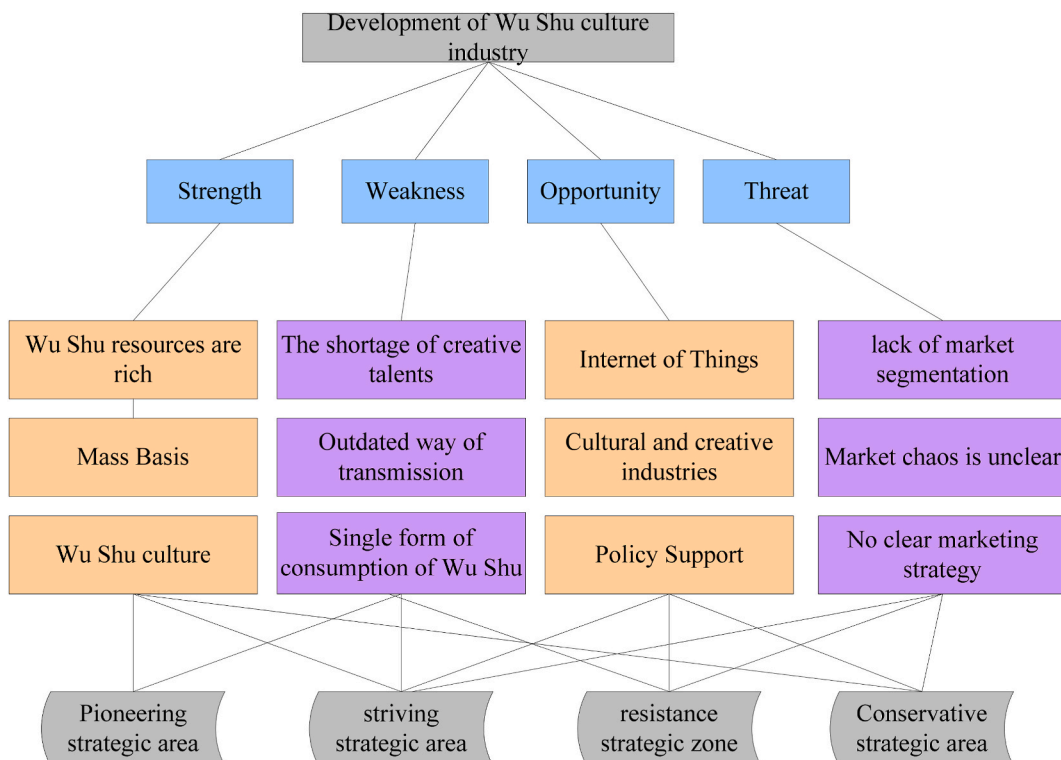 Development of Wu Shu culture
industry
Strength
Weakness
Opportunity
Threat
Wu Shu resources are
rich
The shortage of creative
talents
Internet of Things
lack of market
segmentation
Mass Basis
Outdated way of
transmission
Cultural and creative
industries
Market chaos is unclear
Wu Shu culture
Single form of
consumption of Wu Shu
Policy Support
No clear marketing
strategy
Pioneering
strategic area
striving
strategic area
resistance
strategic zone
Conservative
strategic area